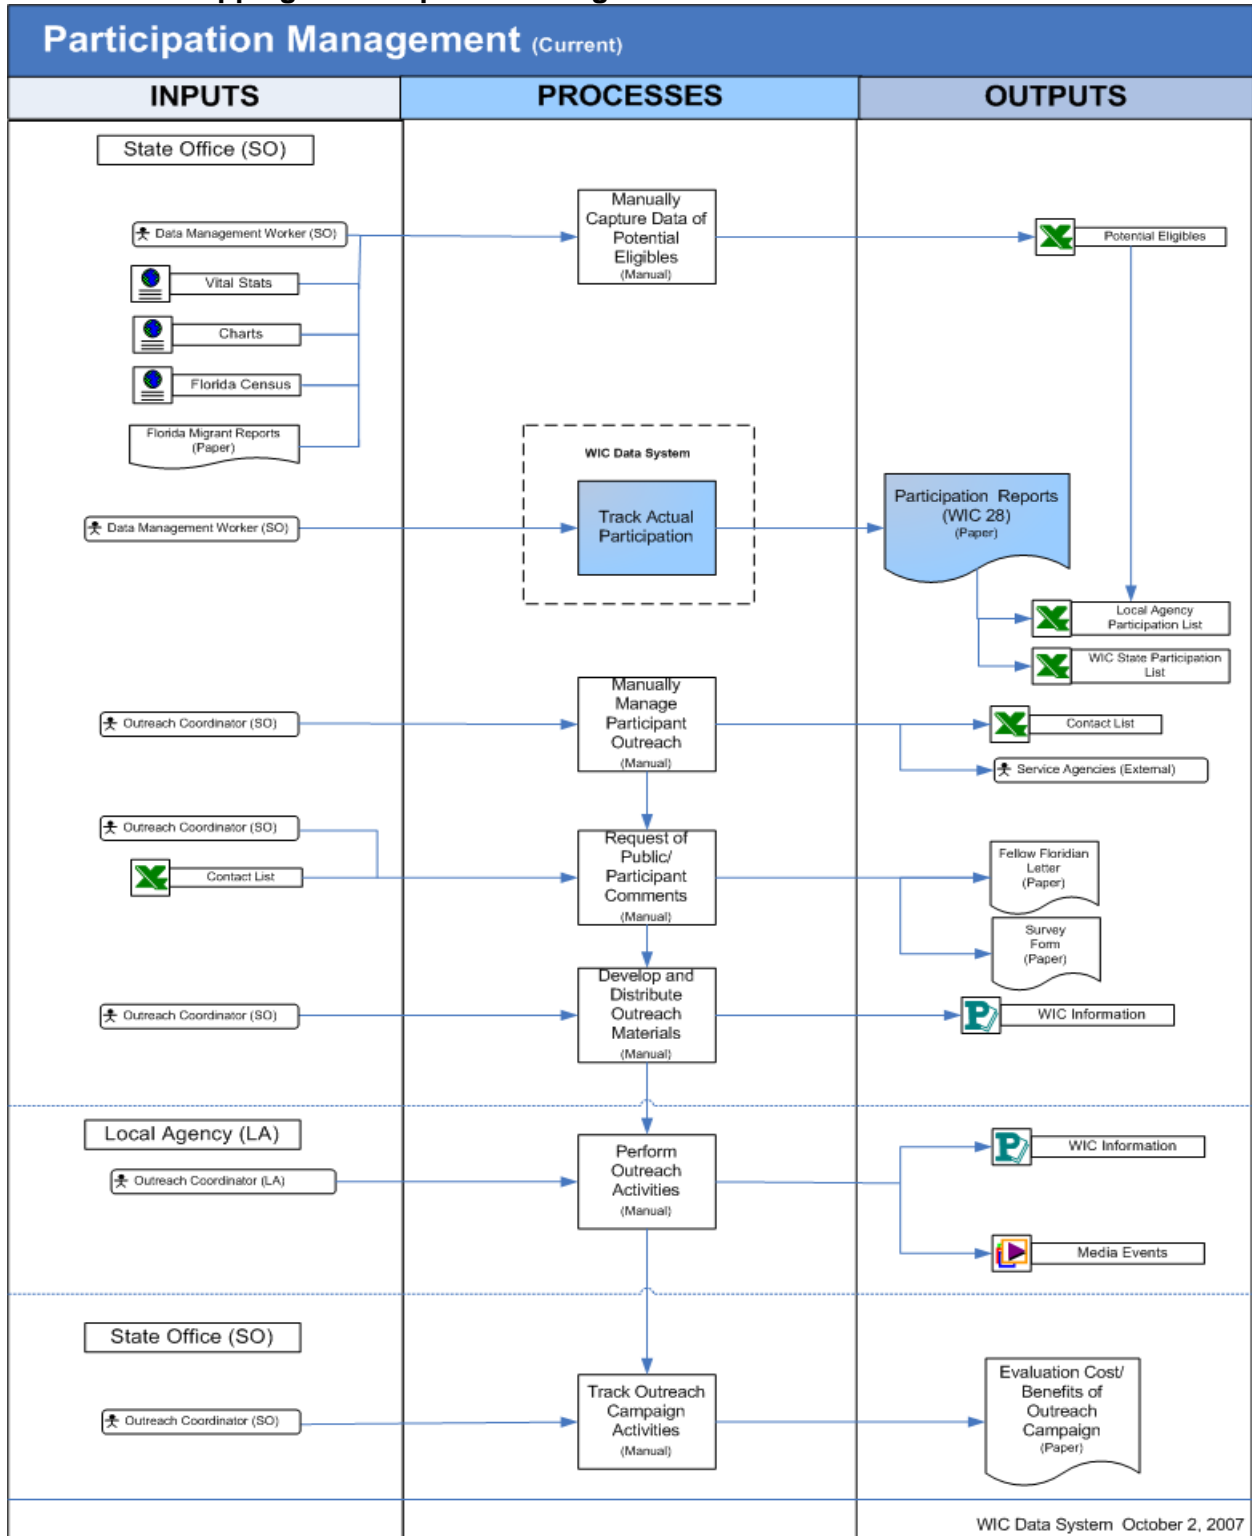 Participation Management (Current)
INPUTS
PROCESSES
OUTPUTS
State Office (SO)
Manually
Capture Data of
Potential
Eligibles
(Manual)
Data Management Worker (SO)
Potential Eligibles
Vital Stats
Charts
Florida Census
Florida Migrant Reports
(Paper)
WIC Data System
Data Management Worker (SO)
Track Actual
Participation
Participation Reports
(WIC 28)
(Paper)
Local Agency
Participation List
WIC State Participation
List
Outreach Coordinator (SO)
Manually
Manage
Participant
Outreach
(Manual)
Contact List
Service Agencies (External)
Outreach Coordinator (SO)
Contact List
Request of
Public/
Participant
Comments
(Manual)
Fellow Floridian
Letter
(Paper)
Survey
Form
(Paper)
Outreach Coordinator (SO)
Develop and
Distribute
Outreach
Materials
(Manual)
WIC Information
Local Agency (LA)
Outreach Coordinator (LA)
Perform
Outreach
Activities
(Manual)
WIC Information
Media Events
State Office (SO)
Outreach Coordinator (SO)
Track Outreach
Campaign
Activities
(Manual)
Evaluation Cost/
Benefits of
Outreach
Campaign
(Paper)
WIC Data System October 2, 2007